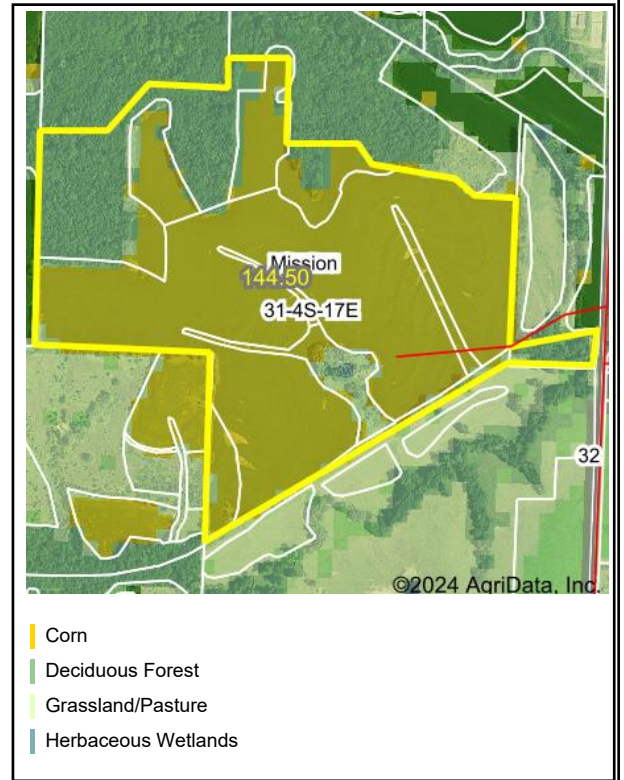 Mission
144.50
31-4S-17E
32
©2024 AgriData, Inc.
Corn
Deciduous Forest
Grassland/Pasture
Herbaceous Wetlands